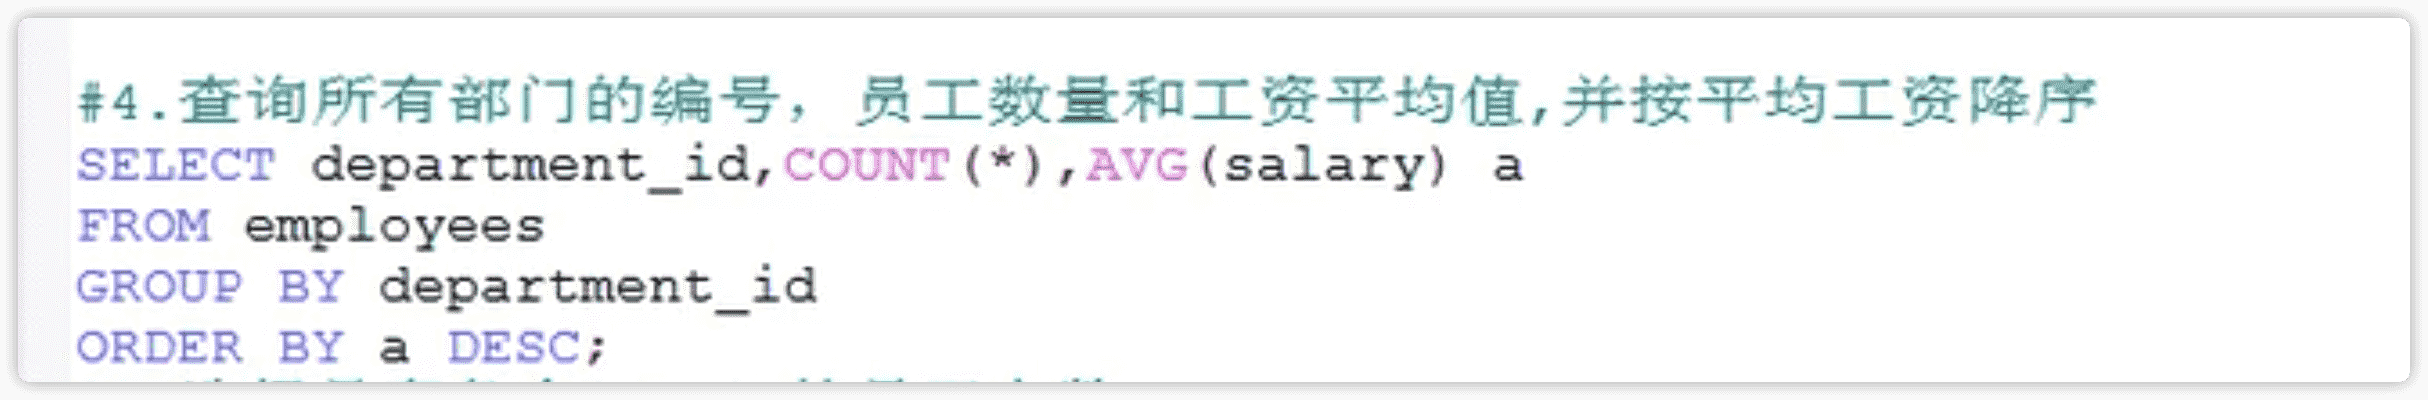 #4.查询所有部门的编号，员工数量和工资平均值,并按平均工资降序
SELECT department_id,COUNT(*),AVG(salary) a
FROM employees
GROUP BY department_id
ORDER BY a DESC;